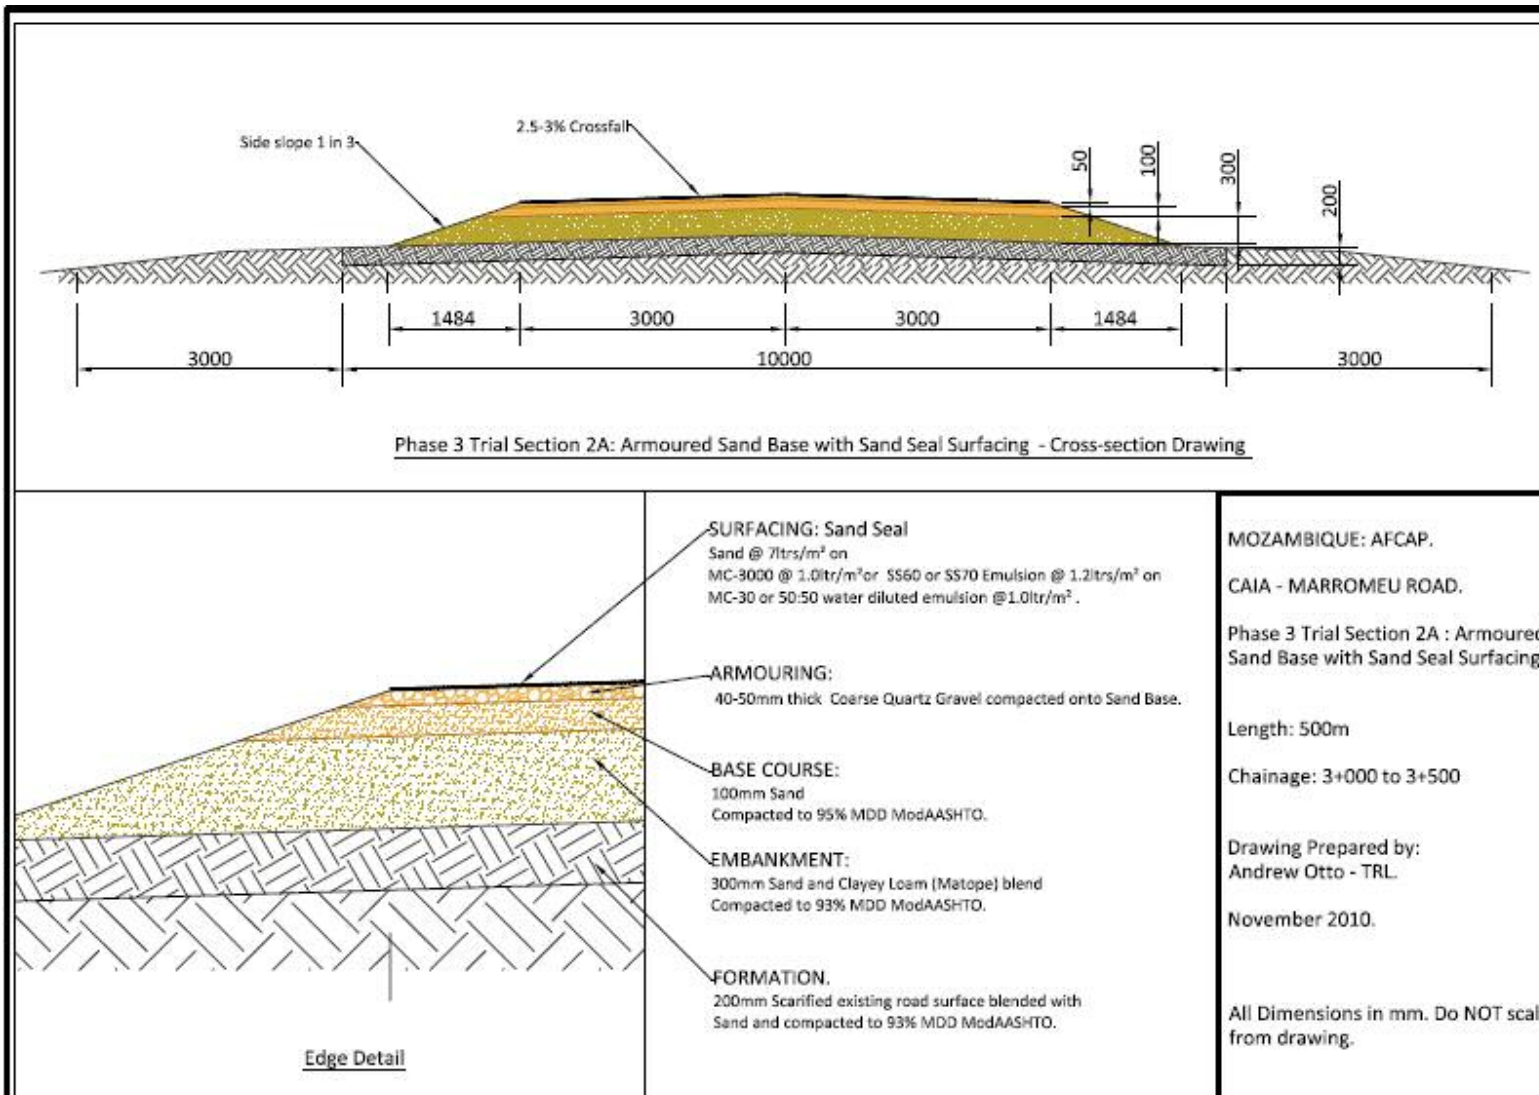 Side slope 1 in 3
2.5-3% Crossfall
50
100
300
200
1484
3000
3000
1484
3000
10000
3000
Phase 3 Trial Section 2A: Armoured Sand Base with Sand Seal Surfacing - Cross-section Drawing
SURFACING: Sand Seal
Sand @ 7ltrs/m² on
MC-3000 @ 1.0ltr/m²or SS60 or SS70 Emulsion @ 1.2ltrs/m² on
MC-30 or 50:50 water diluted emulsion @1.0ltr/m² .
ARMOURING:
40-50mm thick Coarse Quartz Gravel compacted onto Sand Base.
BASE COURSE:
100mm Sand
Compacted to 95% MDD ModAASHTO.
EMBANKMENT:
300mm Sand and Clayey Loam (Matope) blend
Compacted to 93% MDD ModAASHTO.
FORMATION.
200mm Scarified existing road surface blended with
Sand and compacted to 93% MDD ModAASHTO.
Edge Detail
MOZAMBIQUE: AFCAP.
CAIA - MARROMEU ROAD.
Phase 3 Trial Section 2A : Armoured
Sand Base with Sand Seal Surfacing
Length: 500m
Chainage: 3+000 to 3+500
Drawing Prepared by:
Andrew Otto - TRL.
November 2010.
All Dimensions in mm. Do NOT scal
from drawing.